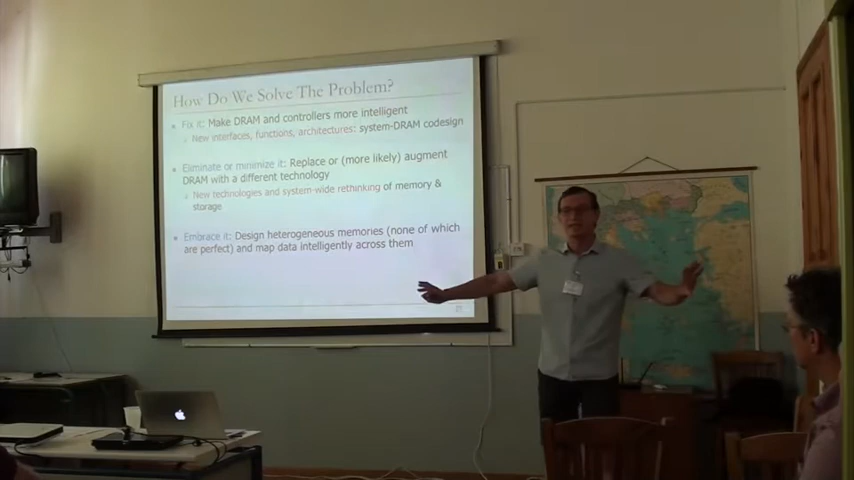 How Do We Solve The Problem?
Fix it: Make DRAM and controllers more intelligent
New interfaces, functions, architectures: system-DRAM codesign
Eliminate or minimize it: Replace or (more likely) augment
DRAM with a different technology
New technologies and system-wide rethinking of memory &
storage
Embrace it: Design heterogeneous memories (none of which
are perfect) and map data intelligently across them